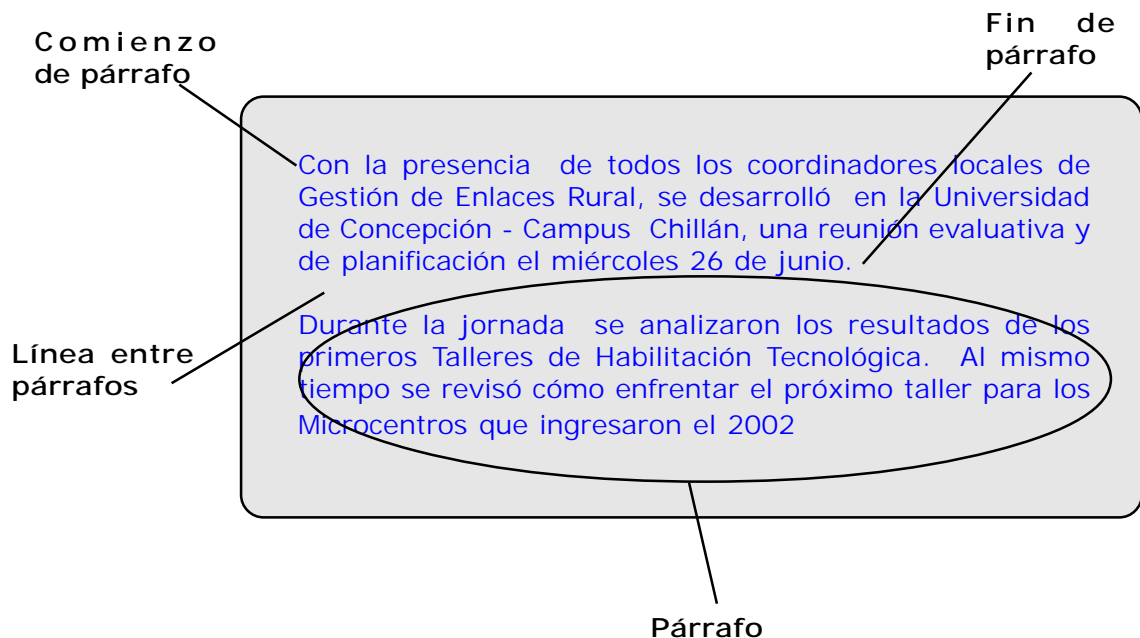 Comienzo
de párrafo
Fin de
párrafo
Con la presencia de todos los coordinadores locales de
Gestión de Enlaces Rural, se desarrolló en la Universidad
de Concepción - Campus Chillán, una reunión evaluativa y
de planificación el miércoles 26 de junio.
Línea entre
párrafos
Durante la jornada se analizaron los resultados de los
primeros Talleres de Habilitación Tecnológica. Al mismo
tiempo se revisó cómo enfrentar el próximo taller para los
Microcentros que ingresaron el 2002
Párrafo